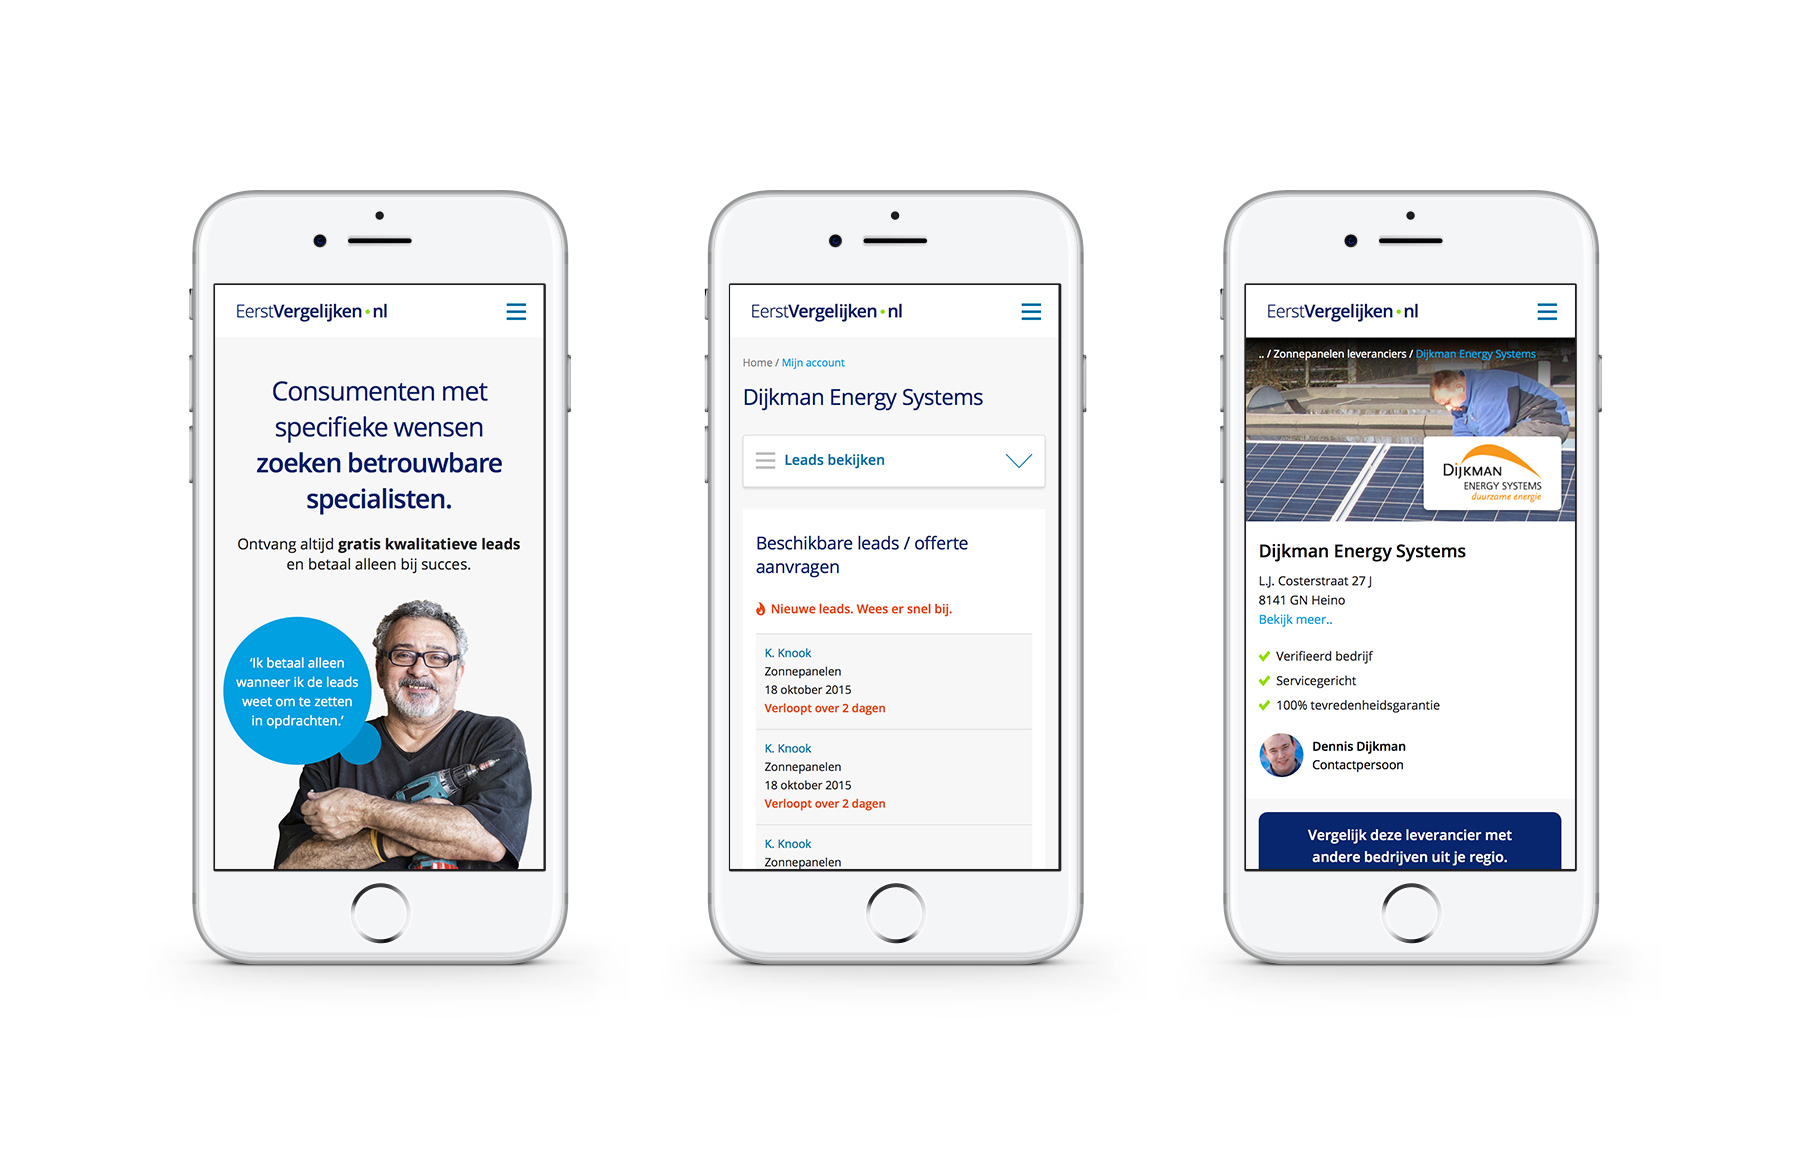 EerstVergelijken•nl
Consumenten met
specifieke wensen
zoeken betrouwbare
specialisten.
Ontvang altijd gratis kwalitatieve leads
en betaal alleen bij succes.
‘Ik betaal alleen
wanneer ik de leads
weet om te zetten
in opdrachten.’
EerstVergelijken•nl
Home / Mijn account
Dijkman Energy Systems
Leads bekijken
Beschikbare leads / offerte
aanvragen
Nieuwe leads. Wees er snel bij.
K. Knook
Zonnepanelen
18 oktober 2015
Verloopt over 2 dagen
K. Knook
Zonnepanelen
18 oktober 2015
Verloopt over 2 dagen
K. Knook
Zonnepanelen
EerstVergelijken•nl
.. / Zonnepanelen leveranciers / Dijkman Energy Systems
DIJKMAN
ENERGY SYSTEMS
duurzame energie
Dijkman Energy Systems
L.J. Costerstraat 27 J
8141 GN Heino
Bekijk meer..
Verifieerd bedrijf
Servicegericht
100% tevredenheidsgarantie
Dennis Dijkman
Contactpersoon
Vergelijk deze leverancier met
andere bedrijven uit je regio.